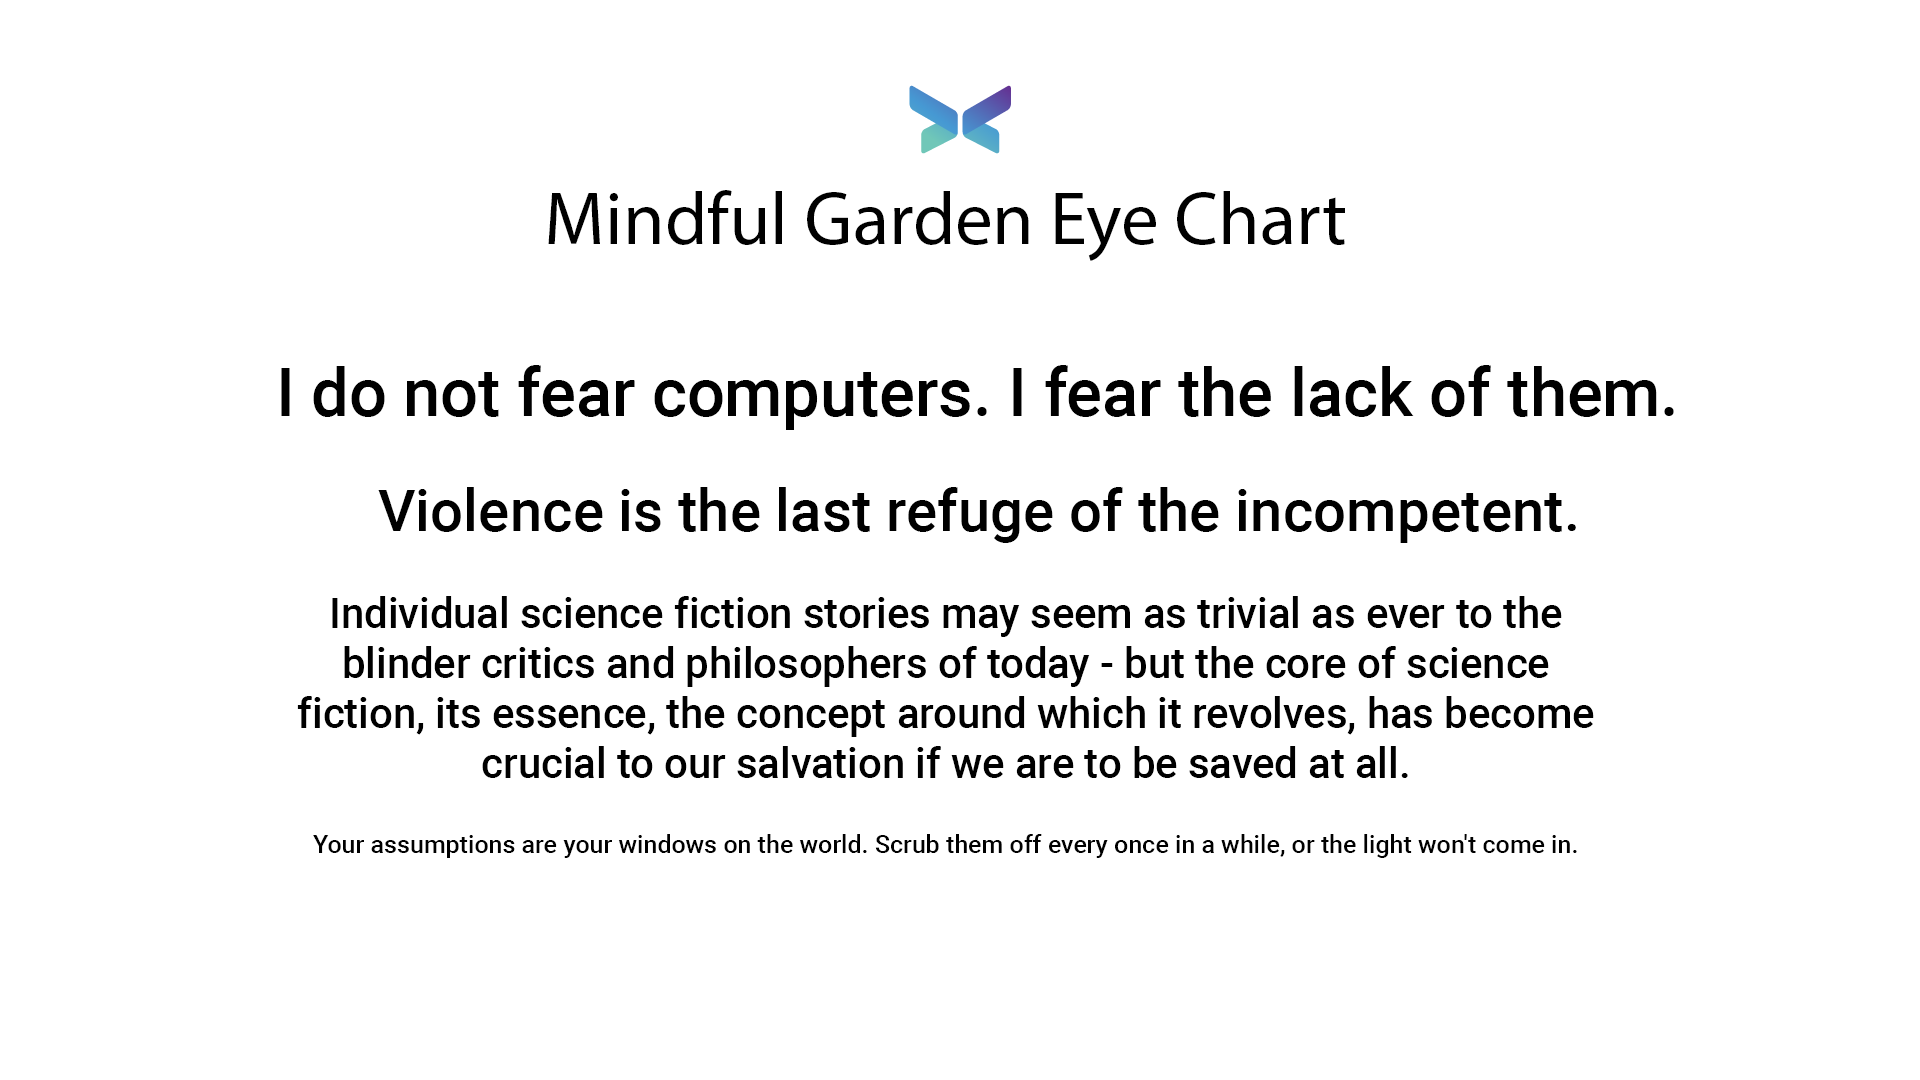 Mindful Garden Eye Chart
I do not fear computers. I fear the lack of them.
Violence is the last refuge of the incompetent.
Individual science fiction stories may seem as trivial as ever to the
blinder critics and philosophers of today - but the core of science
fiction, its essence, the concept around which it revolves, has become
crucial to our salvation if we are to be saved at all.
Your assumptions are your windows on the world. Scrub them off every once in a while, or the light won't come in.